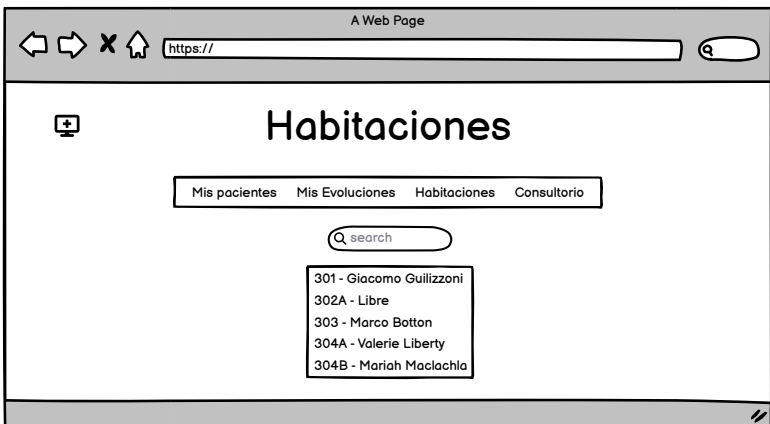 A Web Page
https://
Habitaciones
Mis pacientes Mis Evoluciones Habitaciones Consultorio
search
301 - Giacomo Guilizzoni
302A - Libre
303 - Marco Botton
304A - Valerie Liberty
304B - Mariah Maclachla